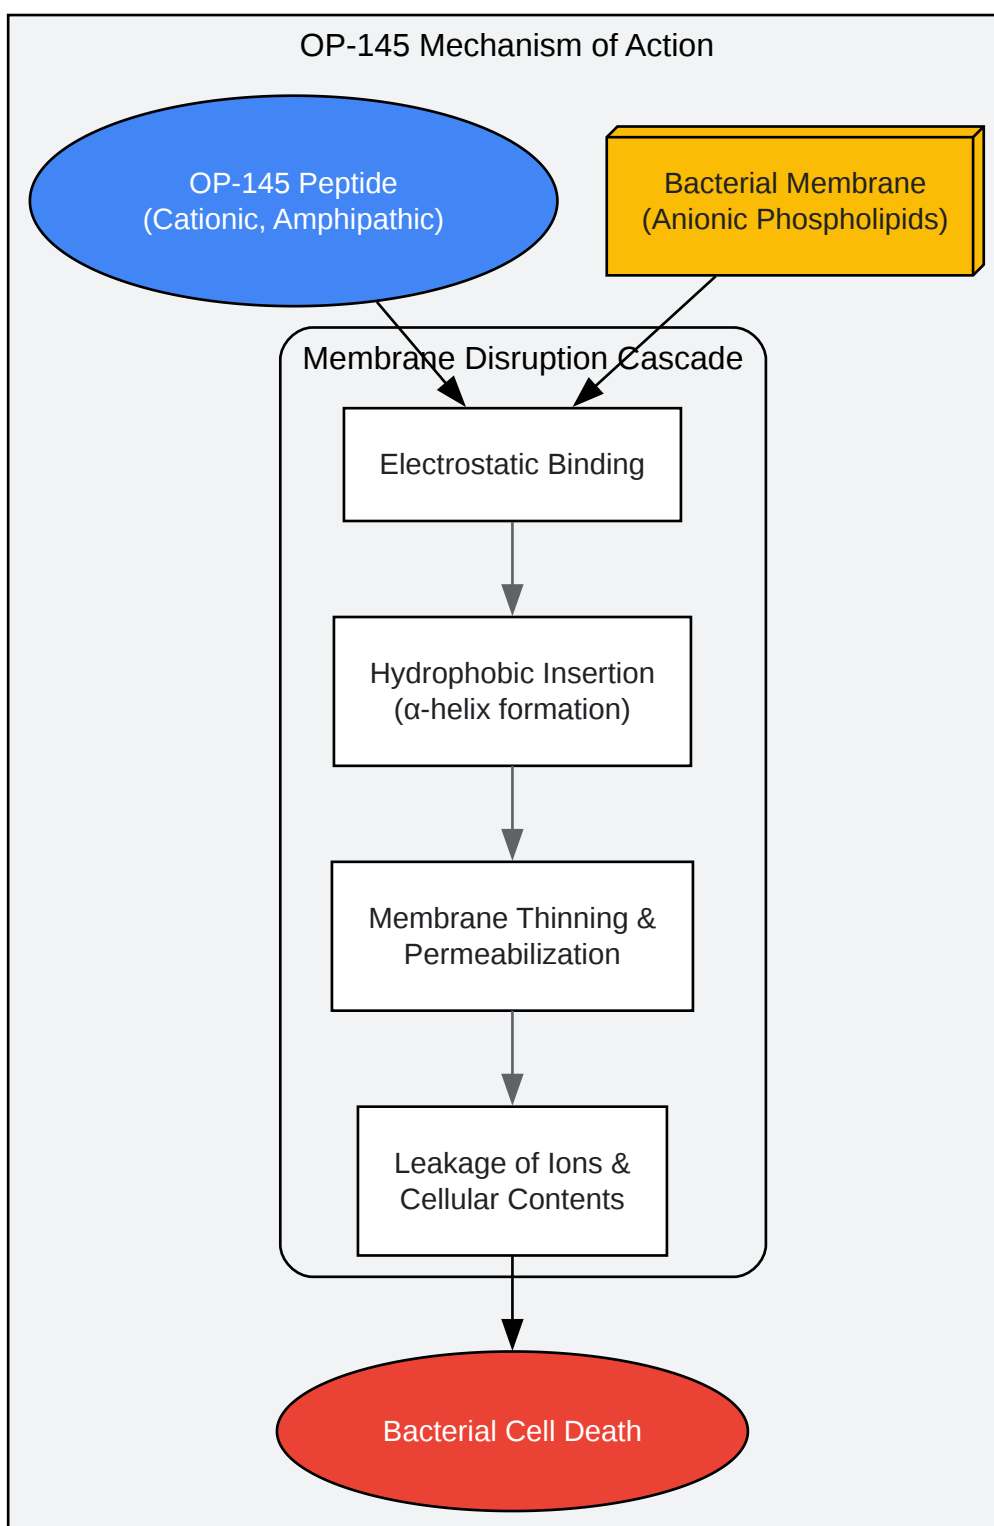 OP-145 Mechanism of Action
OP-145 Peptide
(Cationic, Amphipathic)
Bacterial Membrane
(Anionic Phospholipids)
Membrane Disruption Cascade
Electrostatic Binding
Hydrophobic Insertion
(α-helix formation)
Membrane Thinning &
Permeabilization
Leakage of Ions &
Cellular Contents
Bacterial Cell Death